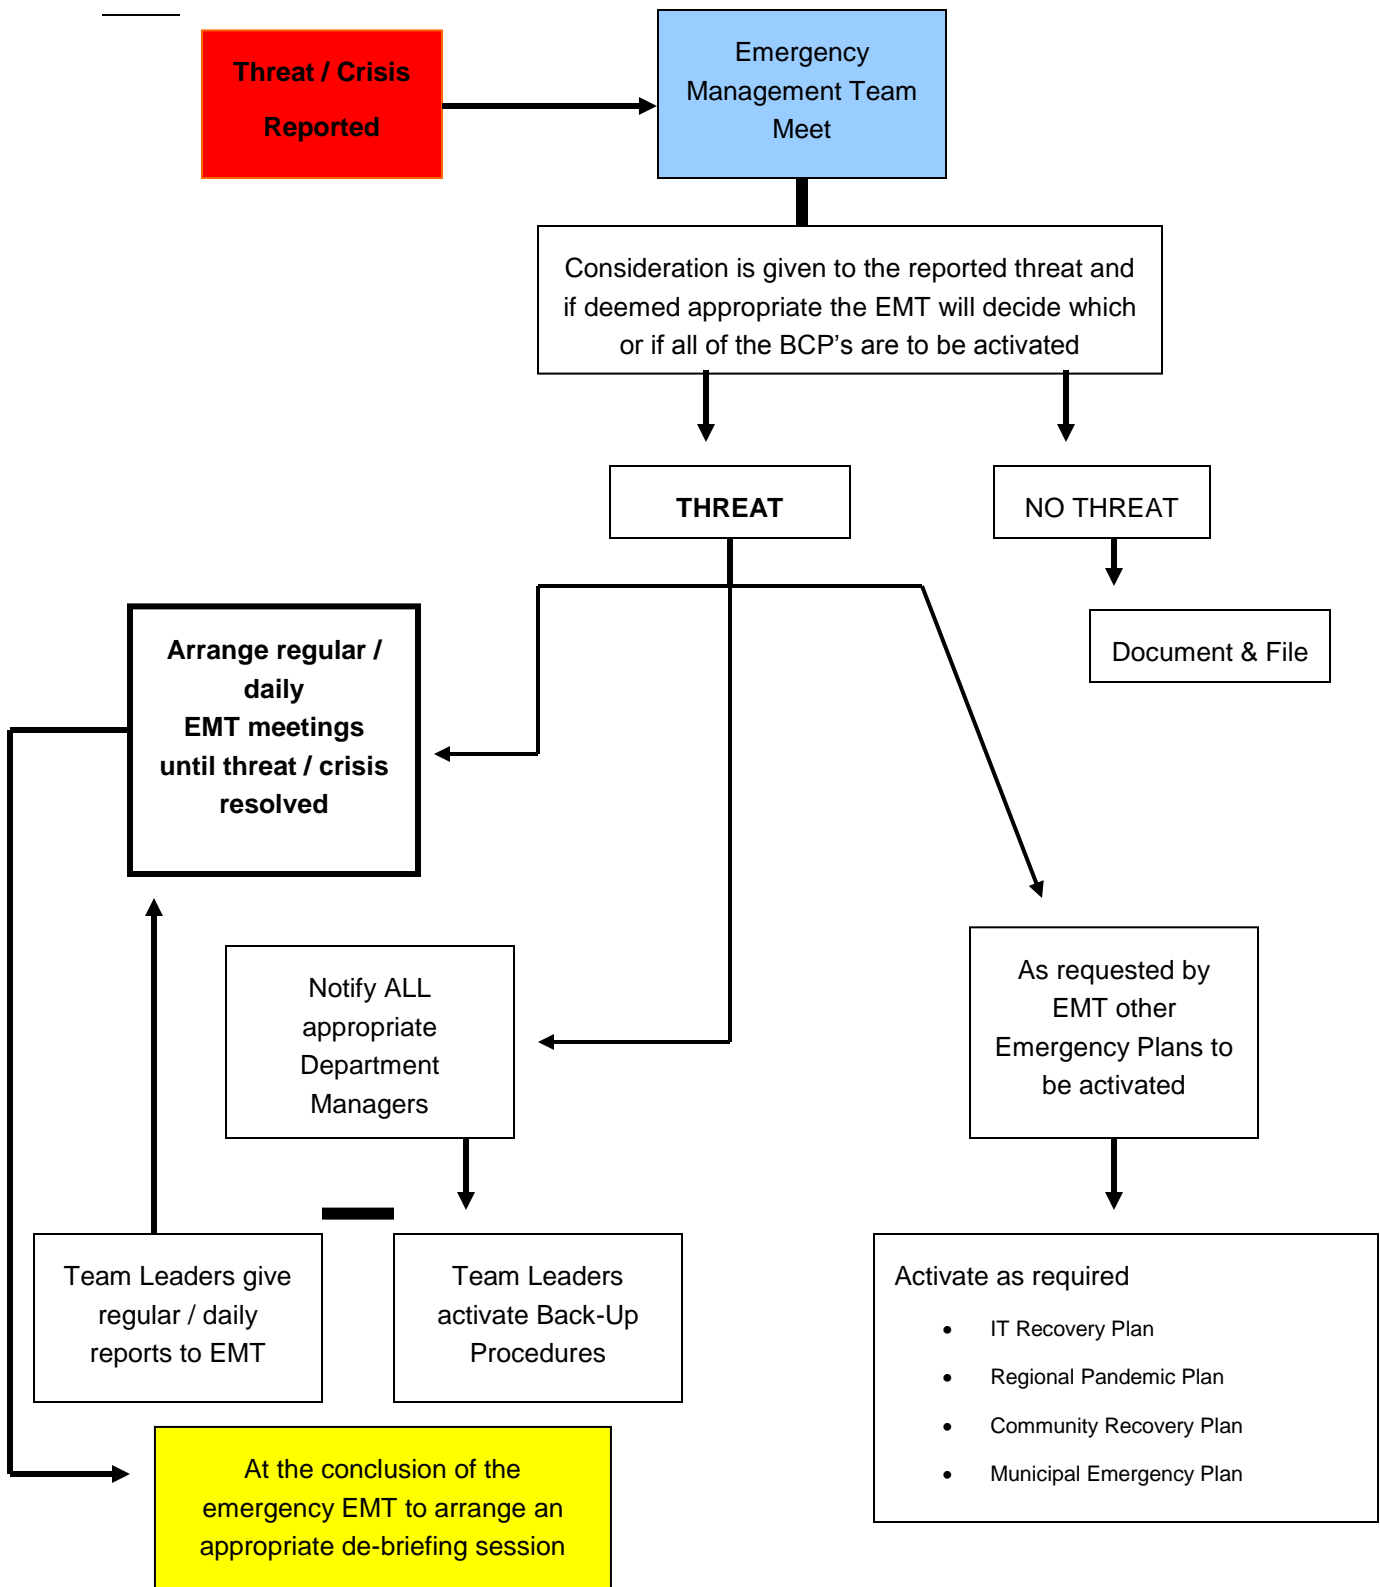 Threat / Crisis
Reported
Emergency
Management Team
Meet
Consideration is given to the reported threat and
if deemed appropriate the EMT will decide which
or if all of the BCP’s are to be activated
THREAT
NO THREAT
Document & File
Arrange regular /
daily
EMT meetings
until threat / crisis
resolved
Notify ALL
appropriate
Department
Managers
As requested by
EMT other
Emergency Plans to
be activated
Team Leaders give
regular / daily
reports to EMT
Team Leaders
activate Back-Up
Procedures
Activate as required
• IT Recovery Plan
• Regional Pandemic Plan
• Community Recovery Plan
• Municipal Emergency Plan
At the conclusion of the
emergency EMT to arrange an
appropriate de-briefing session